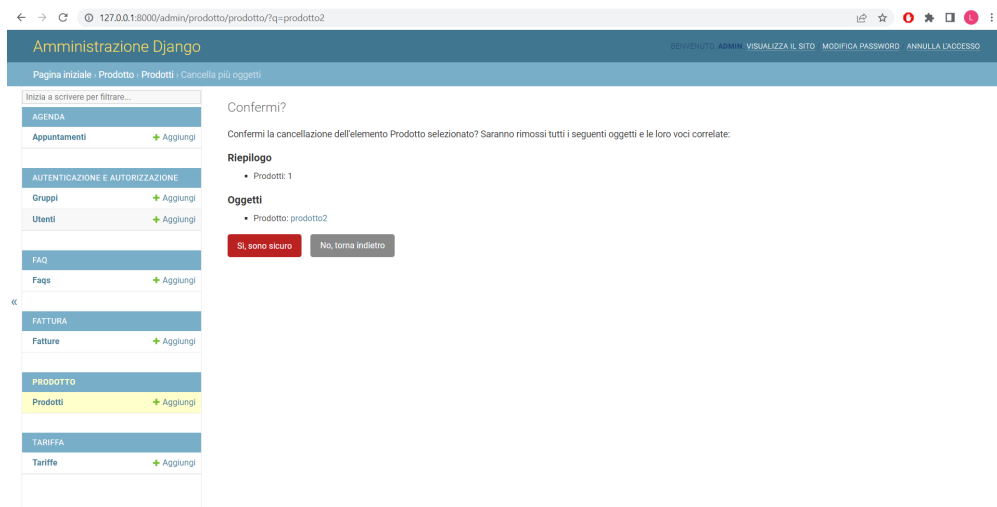 127.0.0.1:8000/admin/prodotto/prodotto/?q=prodotto2
L
Amministrazione Django
BENVENUTO, ADMIN. VISUALIZZA IL SITO / MODIFICA PASSWORD / ANNULLA L'ACCESSO
Pagina iniziale › Prodotto › Prodotti › Cancella più oggetti
Inizia a scrivere per filtrare...
AGENDA
Appuntamenti + Aggiungi
AUTENTICAZIONE E AUTORIZZAZIONE
Gruppi + Aggiungi
Utenti + Aggiungi
FAQ
Faqs + Aggiungi
«
FATTURA
Fatture + Aggiungi
PRODOTTO
Prodotti + Aggiungi
TARIFFA
Tariffe + Aggiungi
Confermi?
Confermi la cancellazione dell'elemento Prodotto selezionato? Saranno rimossi tutti i seguenti oggetti e le loro voci correlate:
Riepilogo
▪ Prodotti: 1
Oggetti
▪ Prodotto: prodotto2
Sì, sono sicuro
No, torna indietro